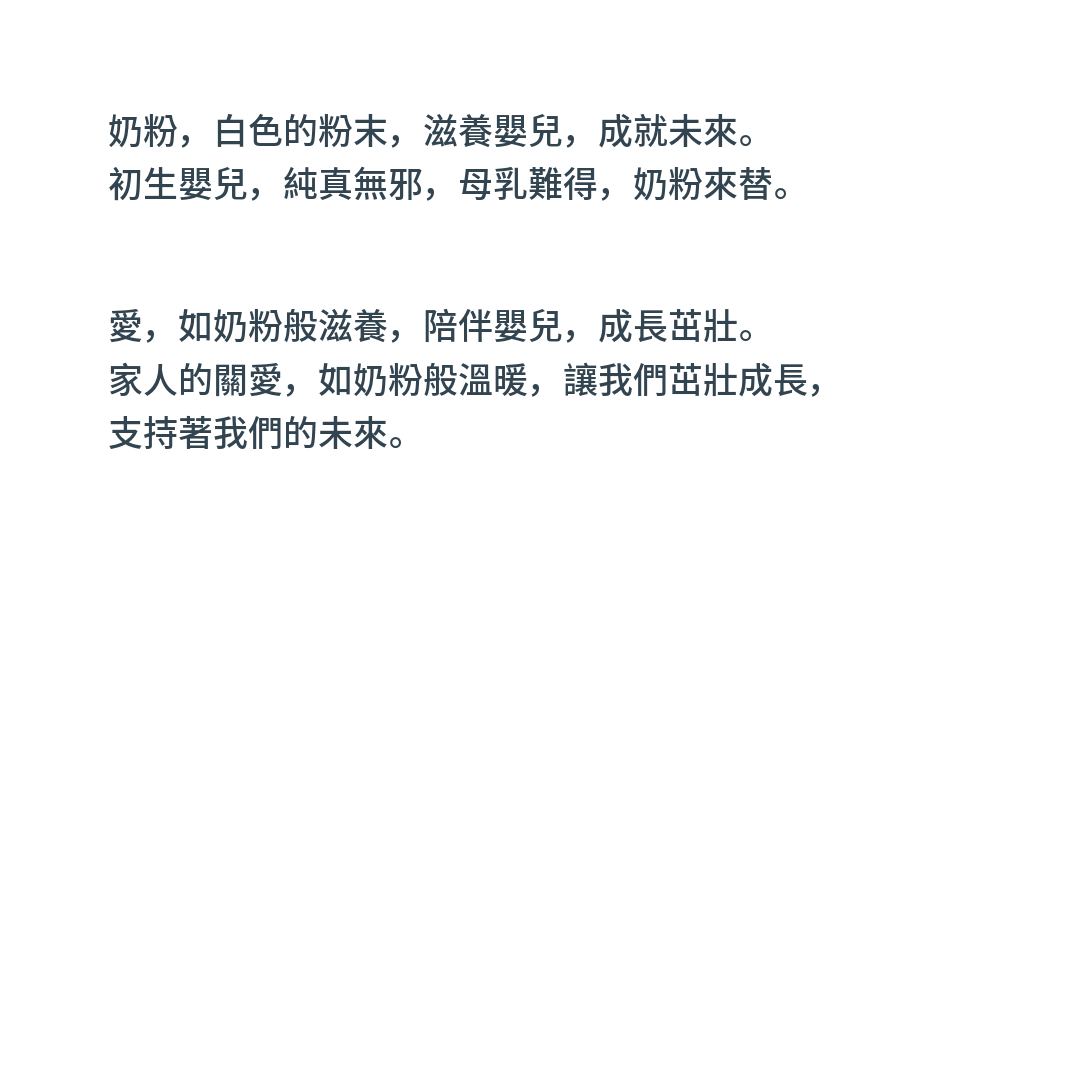 奶粉，白色的粉末，滋養嬰兒，成就未來。
初生嬰兒，純真無邪，母乳難得，奶粉來替。
愛，如奶粉般滋養，陪伴嬰兒，成長茁壯。
家人的關愛，如奶粉般溫暖，讓我們茁壯成長，
支持著我們的未來。